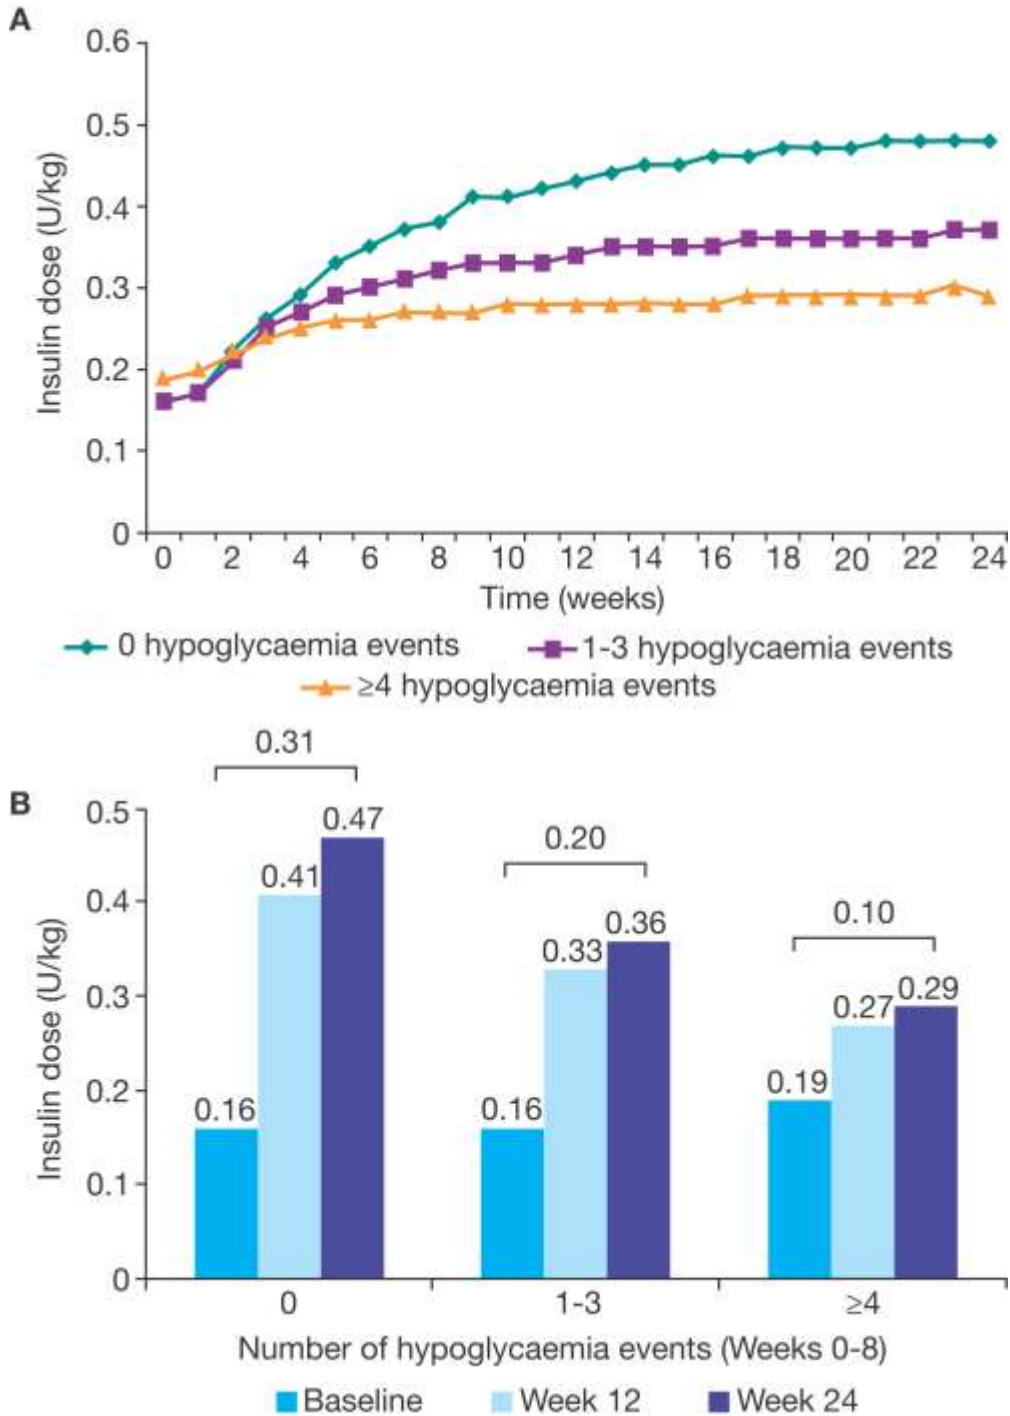 A
0.6
0.5
0.4
0.3
0.2
0.1
0
Insulin dose (U/kg)
0 2 4 6 8 10 12 14 16 18 20 22 24
Time (weeks)
0 hypoglycaemia events 1-3 hypoglycaemia events
≥4 hypoglycaemia events
B
0.5
0.4
0.3
0.2
0.1
0
Insulin dose (U/kg)
0.31
0.16 0.41 0.47
0.20
0.16 0.33 0.36
0.10
0.19 0.27 0.29
0 1-3 ≥4
Number of hypoglycaemia events (Weeks 0-8)
Baseline Week 12 Week 24